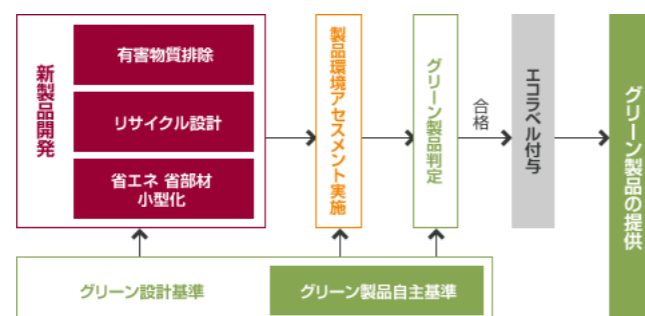 新製品開発
有害物質排除
リサイクル設計
省エネ 省部材
小型化
製品環境アセスメント実施
グリーン製品判定
合格
エコラベル付与
グリーン製品の提供
グリーン設計基準
グリーン製品自主基準